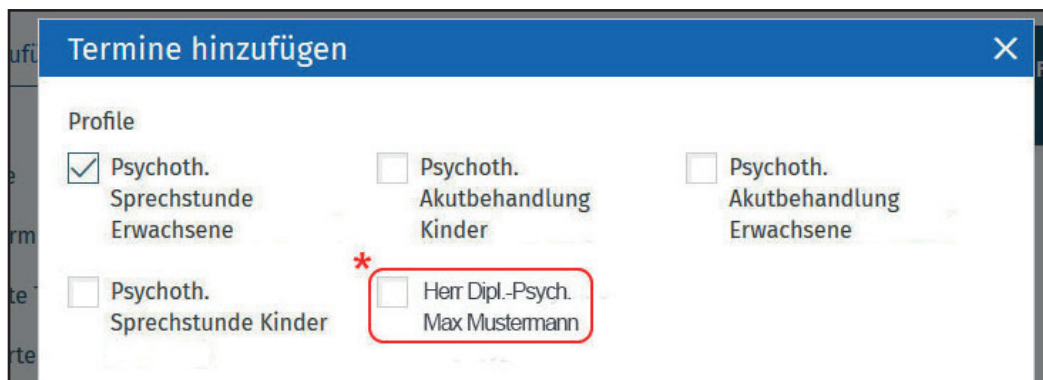 Termine hinzufügen
Profile
Psychoth.
Sprechstunde
Erwachsene
Psychoth.
Akutbehandlung
Kinder
Psychoth.
Akutbehandlung
Erwachsene
Psychoth.
Sprechstunde Kinder
*
Herr Dipl.-Psych.
Max Mustermann